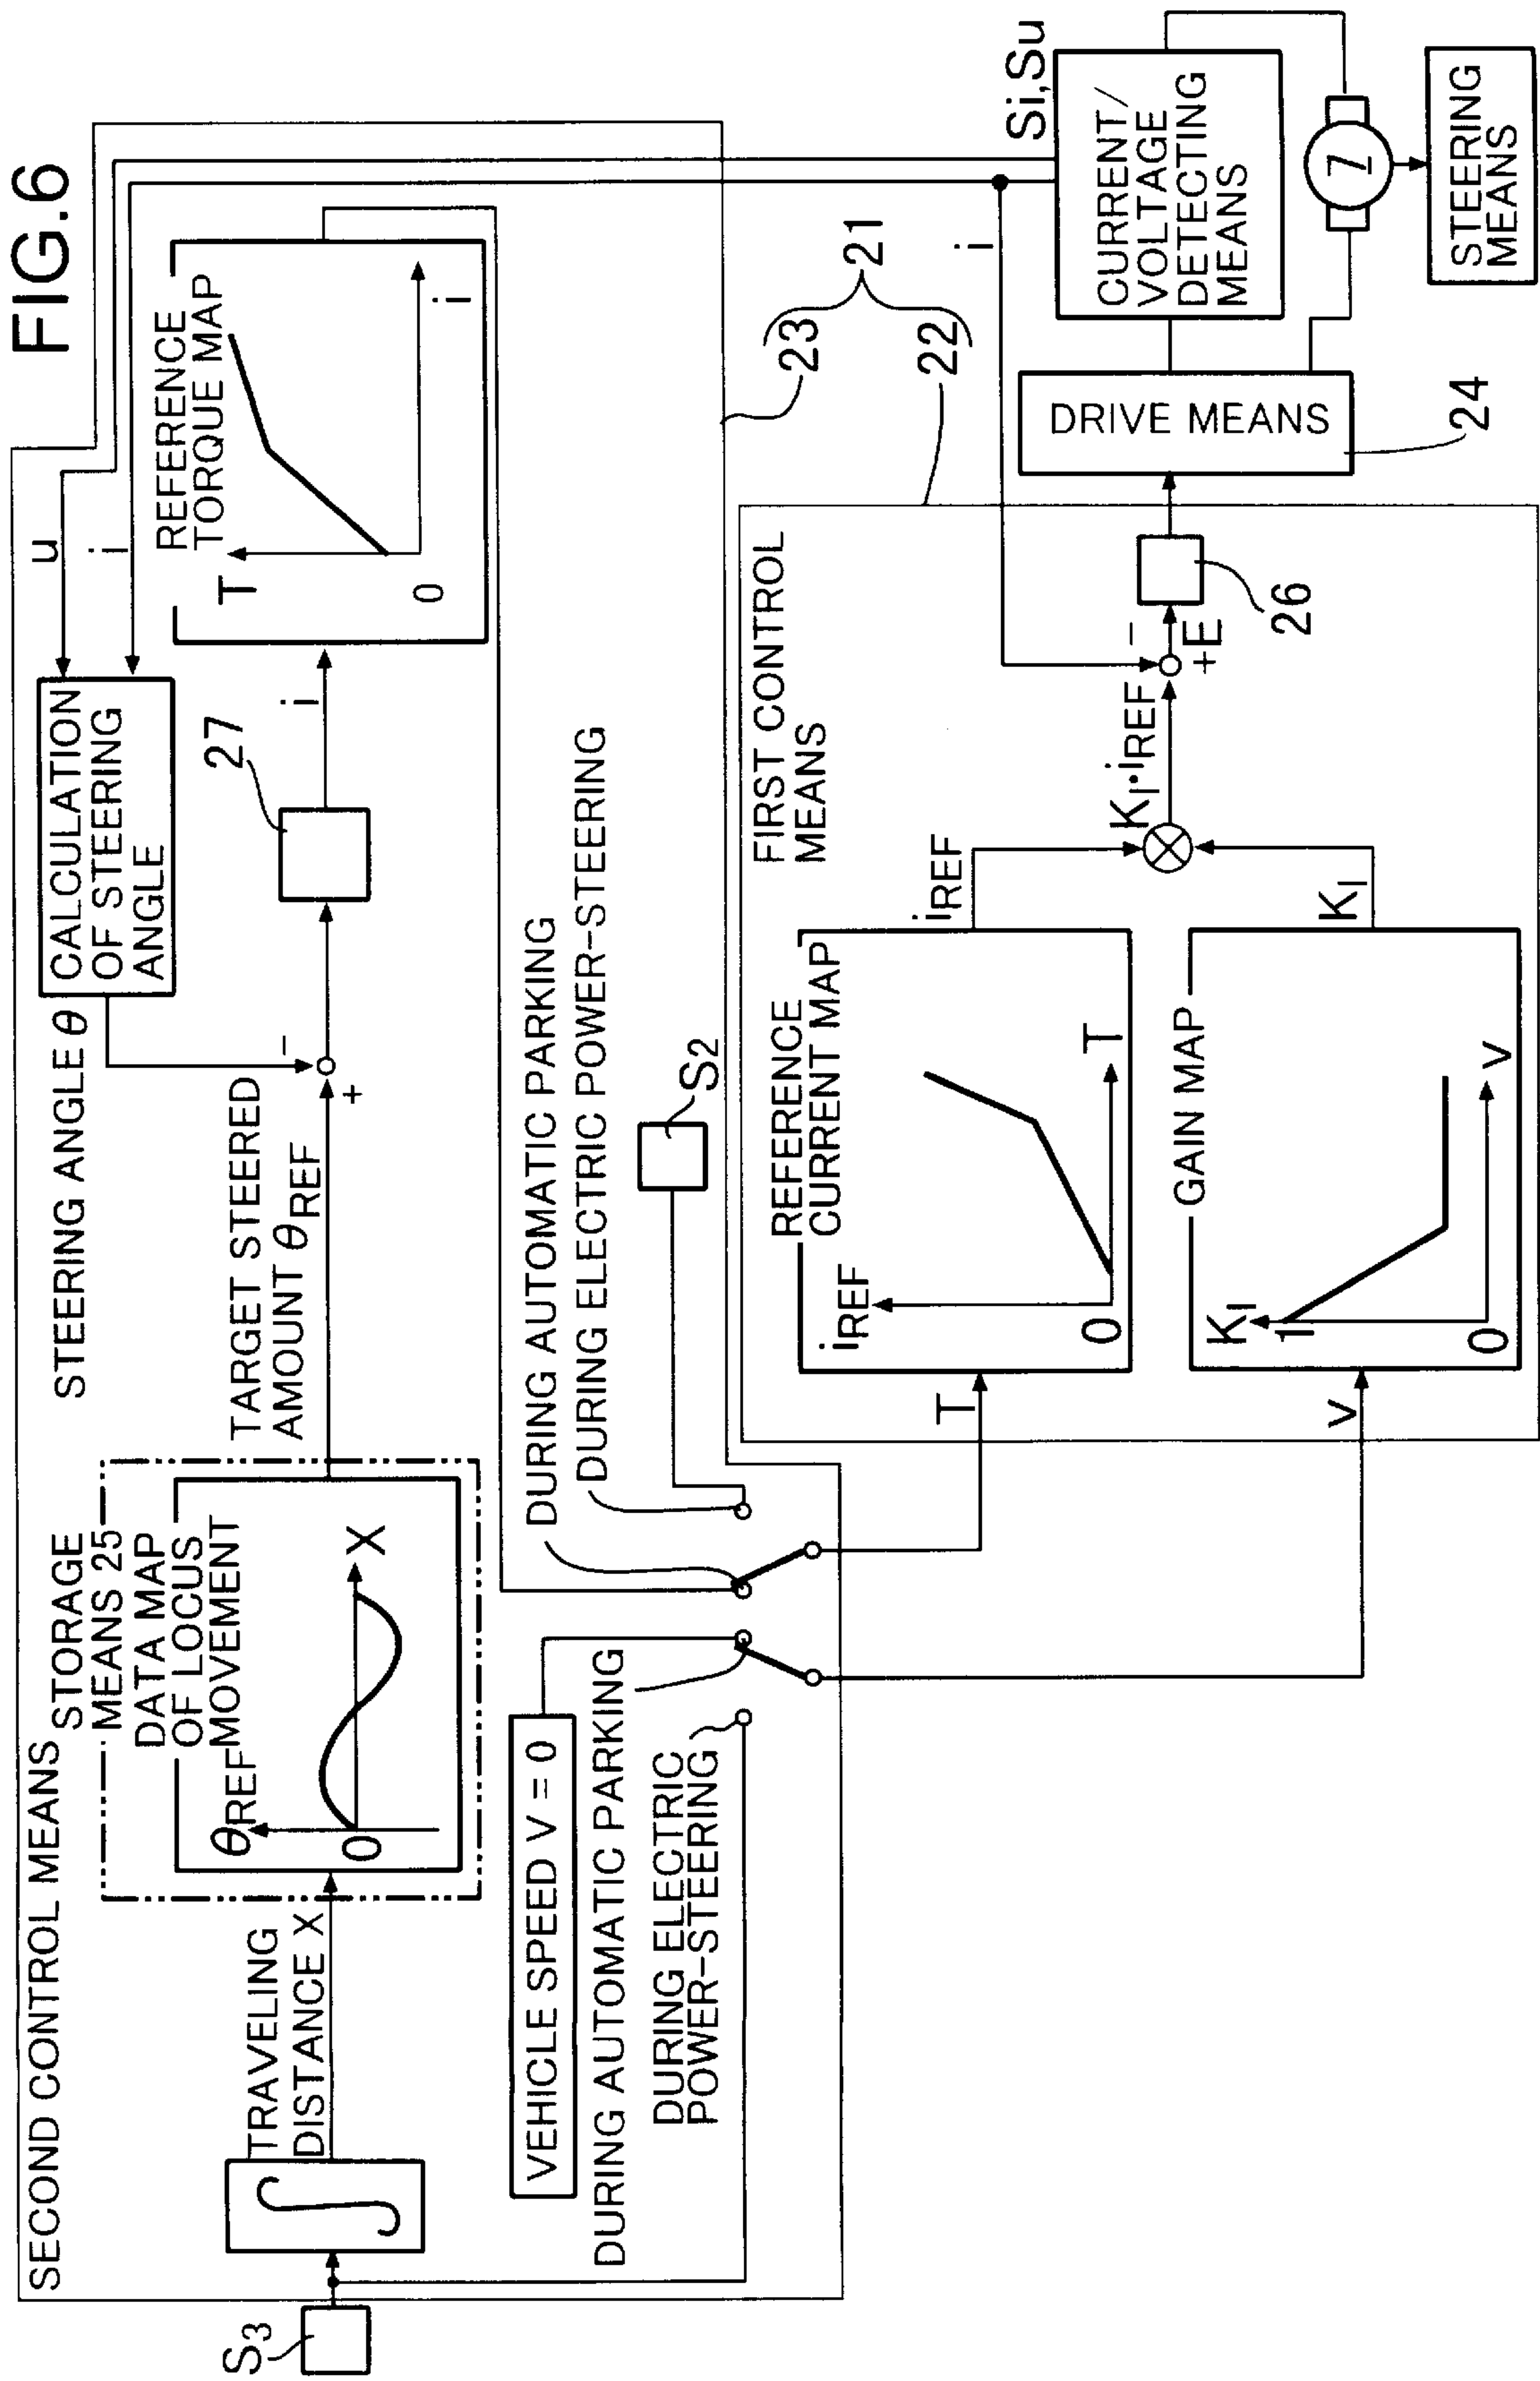 FIG.6
SECOND CONTROL MEANS
S3
TRAVELING
DISTANCE X
STORAGE
MEANS 25
DATA MAP
OF LOCUS
MOVEMENT
θREF
0
X
TARGET STEERED
AMOUNT θREF
STEERING ANGLE θ
−
+
CALCULATION
OF STEERING
ANGLE
u
i
27
i
REFERENCE
TORQUE MAP
T
0
i
VEHICLE SPEED V = 0
DURING AUTOMATIC PARKING
DURING ELECTRIC
POWER-STEERING
DURING AUTOMATIC PARKING
DURING ELECTRIC POWER-STEERING
S2
23
21
22
FIRST CONTROL
MEANS
T
REFERENCE
CURRENT MAP
iREF
0
T
iREF
V
GAIN MAP
KI
1
0
V
KI
KI·iREF
−
+E
26
i
DRIVE MEANS
24
Si,Su
CURRENT/
VOLTAGE
DETECTING
MEANS
7
STEERING
MEANS